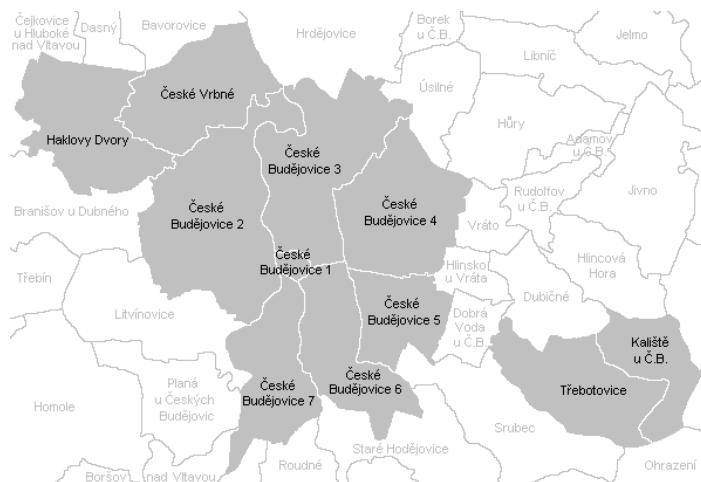 Čejkovice
u Hluboké
nad Vltavou
Dasný
Bavorovice
Hrdějovice
Borek
u Č.B.
Jelmo
Libníč
Úsilné
České Vrbné
Hůry
Haklovy Dvory
Adamov
u Č.B.
České
Budějovice 3
Rudolfov
u Č.B.
Jivno
Branišov u Dubného
České
Budějovice 2
České
Budějovice 4
Vráto
České
Budějovice 1
Hlinsko
u Vráta
Hlincová
Hora
Třebín
Litvínovice
České
Budějovice 5
Dobrá
Voda
u Č.B.
Dubičné
Kaliště
u Č.B.
Planá
u Českých
Budějovic
České
Budějovice 7
České
Budějovice 6
Třebotovice
Homole
Srubec
Staré Hodějovice
Boršov
nad Vltavou
Roudné
Ohrazení